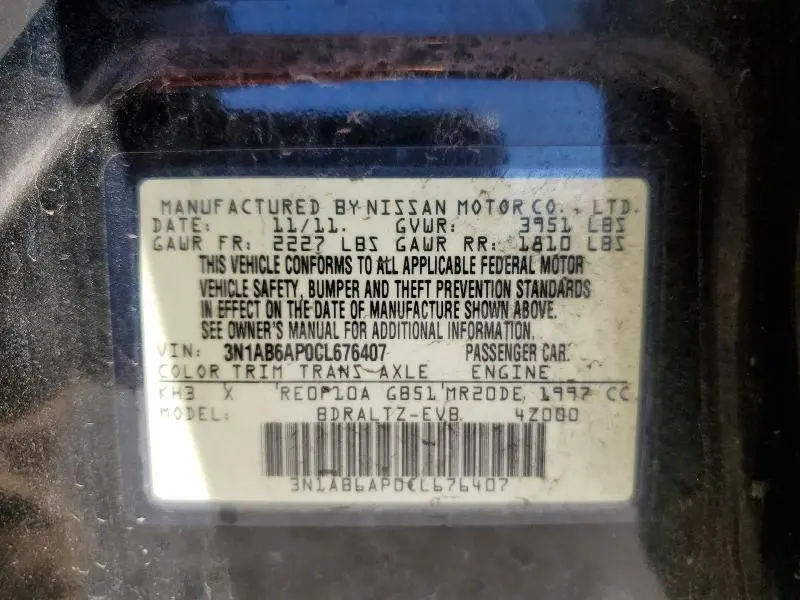 MANUFACTURED BY NISSAN MOTOR CO., LTD.
DATE: 11/11. GVWR: 3951 LBS
GAWR FR: 2227 LBS GAWR RR: 1810 LBS
THIS VEHICLE CONFORMS TO ALL APPLICABLE FEDERAL MOTOR
VEHICLE SAFETY, BUMPER AND THEFT PREVENTION STANDARDS
IN EFFECT ON THE DATE OF MANUFACTURE SHOWN ABOVE.
SEE OWNER'S MANUAL FOR ADDITIONAL INFORMATION.
VIN: 3N1AB6AP0CL676407 PASSENGER CAR.
COLOR TRIM TRANS AXLE ENGINE
KH3 X RE0F10A GB51 MR20DE 1997 CC
MODEL: BDRALTZ-EVB 4Z000
3N1AB6AP0CL676407